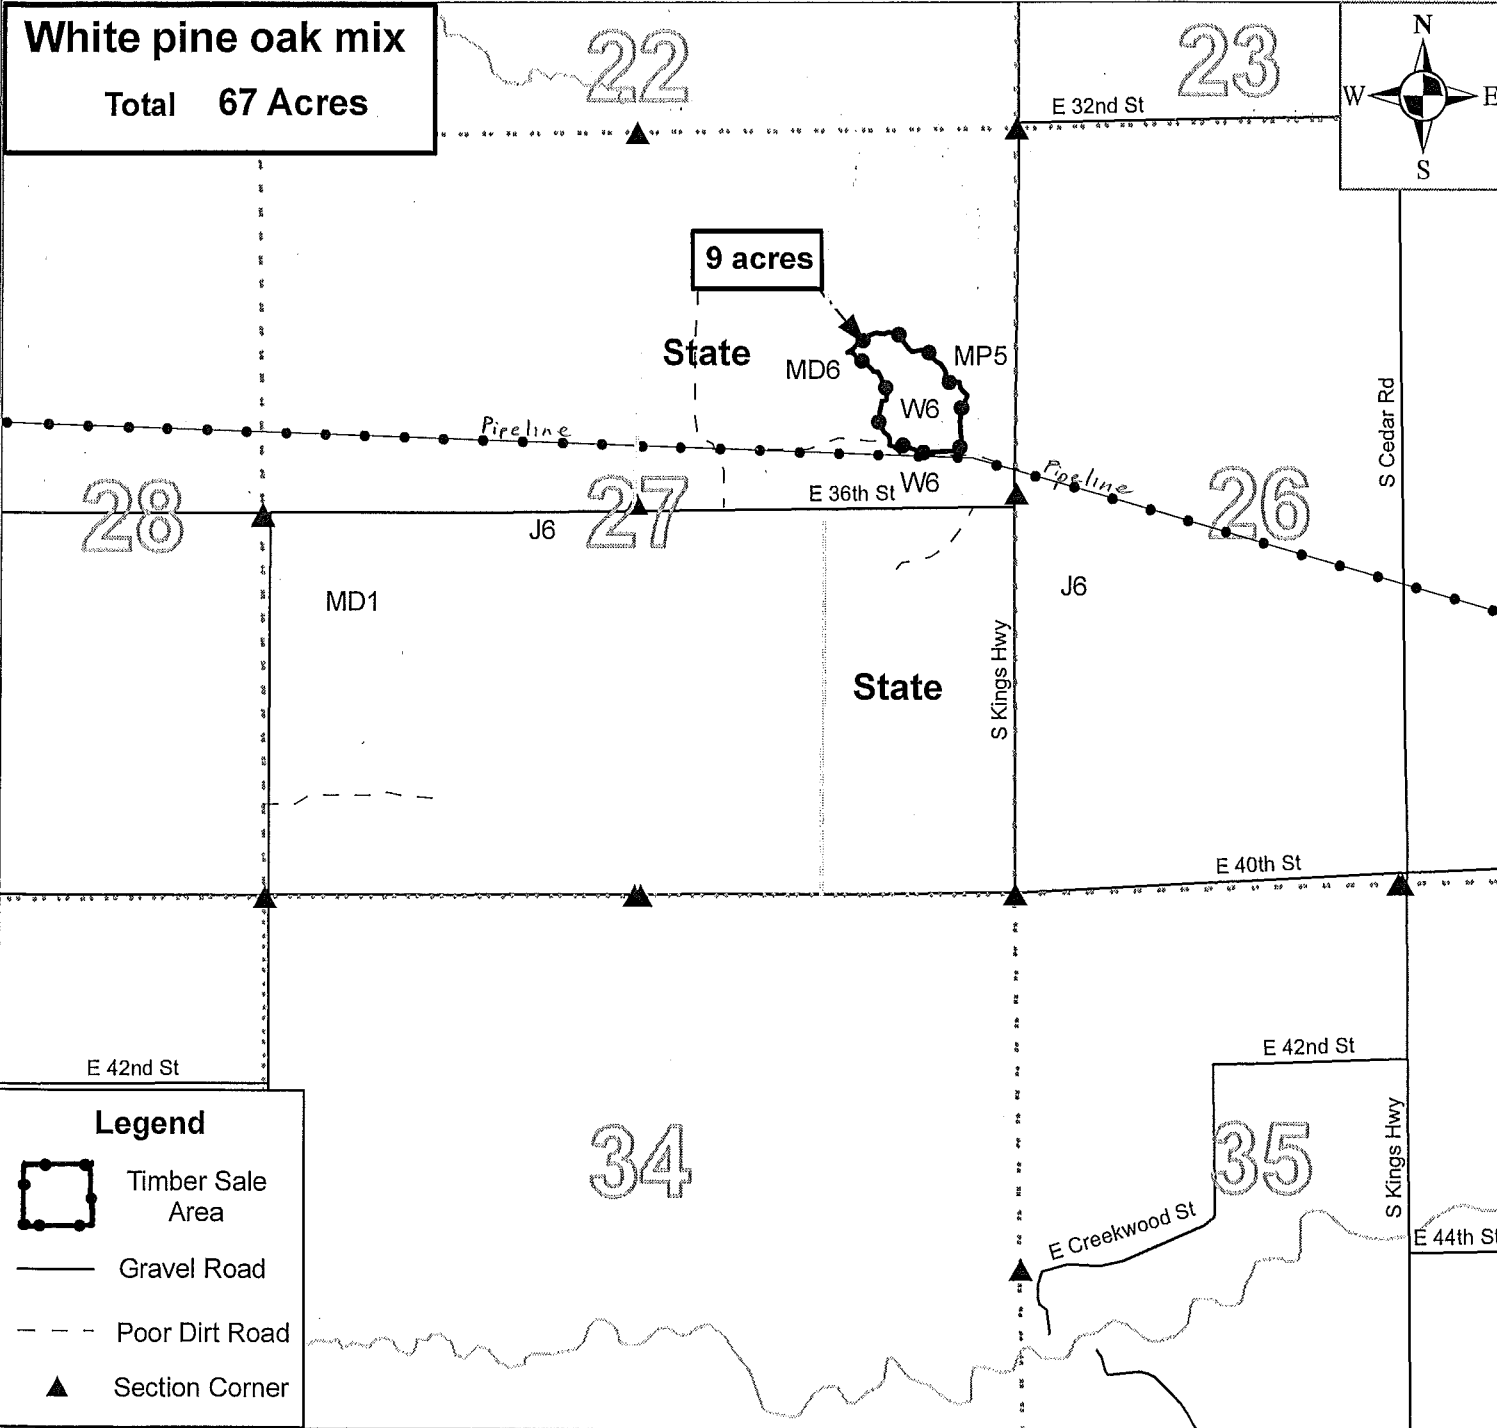 White pine oak mix
Total 67 Acres
22
23
N
W E
S
E 32nd St
9 acres
State
MD6
MP5
W6
Pipeline
S Cedar Rd
Pipeline
W6
E 36th St
28
27
26
J6
J6
MD1
S Kings Hwy
State
E 40th St
E 42nd St
E 42nd St
34
35
S Kings Hwy
E Creekwood St
E 44th St
Legend
Timber Sale
Area
Gravel Road
Poor Dirt Road
Section Corner